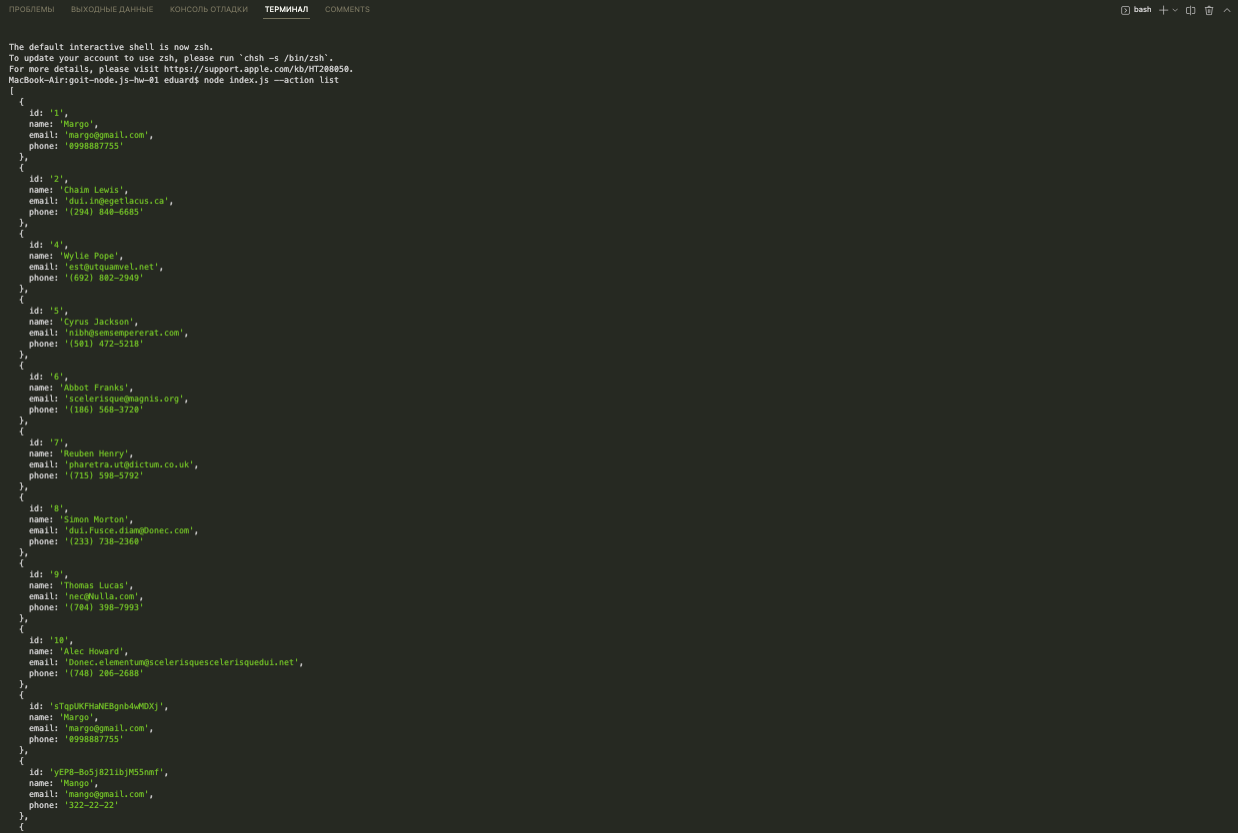 ПРОБЛЕМЫ ВЫХОДНЫЕ ДАННЫЕ КОНСОЛЬ ОТЛАДКИ ТЕРМИНАЛ COMMENTS bash
The default interactive shell is now zsh.
To update your account to use zsh, please run `chsh -s /bin/zsh`.
For more details, please visit https://support.apple.com/kb/HT208050.
MacBook-Air:goit-node.js-hw-01 eduard$ node index.js --action list
[
{
id: '1',
name: 'Margo',
email: 'margo@gmail.com',
phone: '0998887755'
},
{
id: '2',
name: 'Chaim Lewis',
email: 'dui.in@egetlacus.ca',
phone: '(294) 840-6685'
},
{
id: '4',
name: 'Wylie Pope',
email: 'est@utquamvel.net',
phone: '(692) 802-2949'
},
{
id: '5',
name: 'Cyrus Jackson',
email: 'nibh@semsempererat.com',
phone: '(501) 472-5218'
},
{
id: '6',
name: 'Abbot Franks',
email: 'scelerisque@magnis.org',
phone: '(186) 568-3720'
},
{
id: '7',
name: 'Reuben Henry',
email: 'pharetra.ut@dictum.co.uk',
phone: '(715) 598-5792'
},
{
id: '8',
name: 'Simon Morton',
email: 'dui.Fusce.diam@Donec.com',
phone: '(233) 738-2360'
},
{
id: '9',
name: 'Thomas Lucas',
email: 'nec@Nulla.com',
phone: '(704) 398-7993'
},
{
id: '10',
name: 'Alec Howard',
email: 'Donec.elementum@scelerisquescelerisquedui.net',
phone: '(748) 206-2688'
},
{
id: 'sTqpUKFHaNEBgnb4wMDXj',
name: 'Margo',
email: 'margo@gmail.com',
phone: '0998887755'
},
{
id: 'yEP8-Bo5j821ibjM55nmf',
name: 'Mango',
email: 'mango@gmail.com',
phone: '322-22-22'
},
{